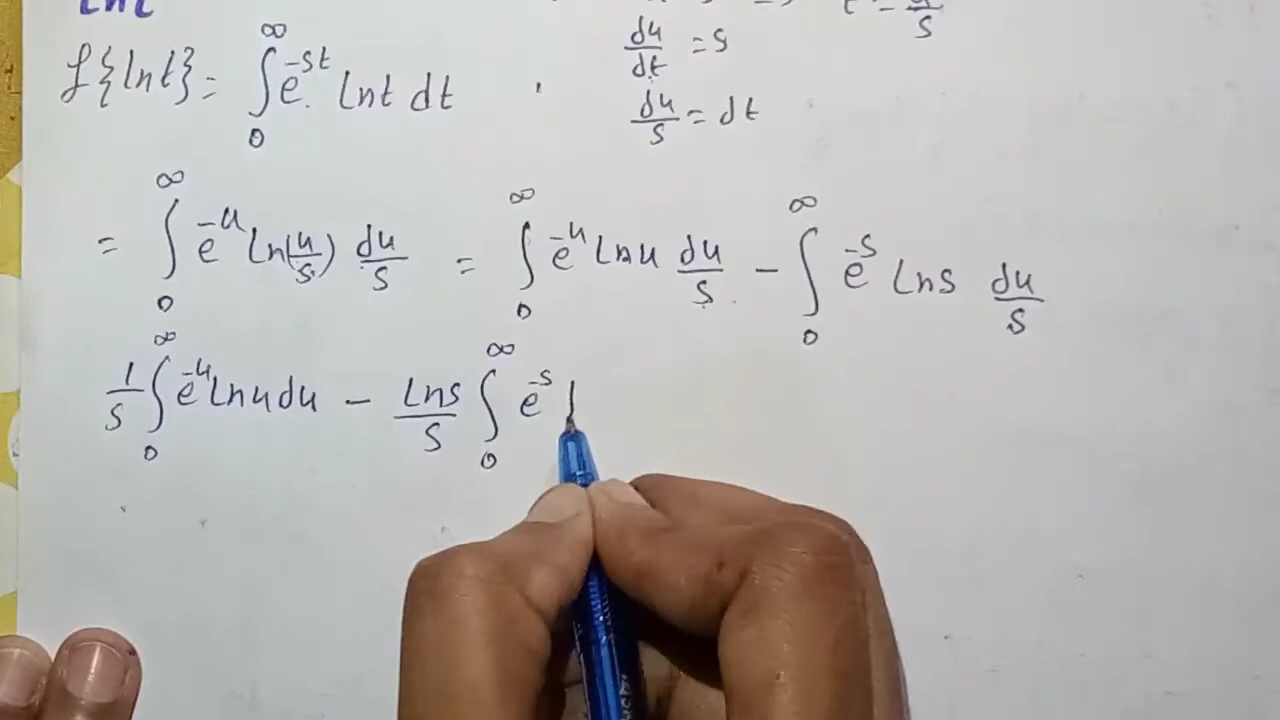 lnt
t = u/s
£{lnt} = ∫₀^∞ e^-st lnt dt
du/dt = s
du/s = dt
= ∫₀^∞ e^-u ln(u/s) du/s = ∫₀^∞ e^-u lnu du/s - ∫₀^∞ e^-s lns du/s
1/s ∫₀^∞ e^-u lnu du - lns/s ∫₀^∞ e^-s